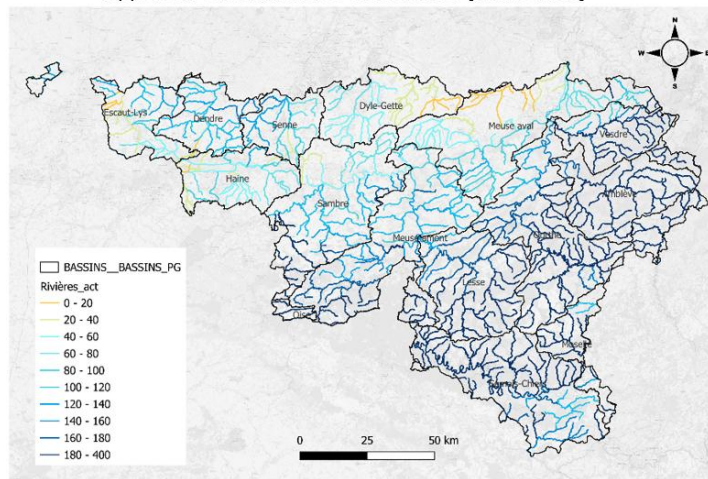 N
W E
S
Escaut-Lys
Dendre
Senne
Dyle-Gette
Meuse aval
Vesdre
Haine
Amblève
Sambre
Meuse amont
Ourthe
Lesse
Oise
Moselle
Semois-Chiers
BASSINS__BASSINS_PG
Rivières_act
0 - 20
20 - 40
40 - 60
60 - 80
80 - 100
100 - 120
120 - 140
140 - 160
160 - 180
180 - 400
0 25 50 km